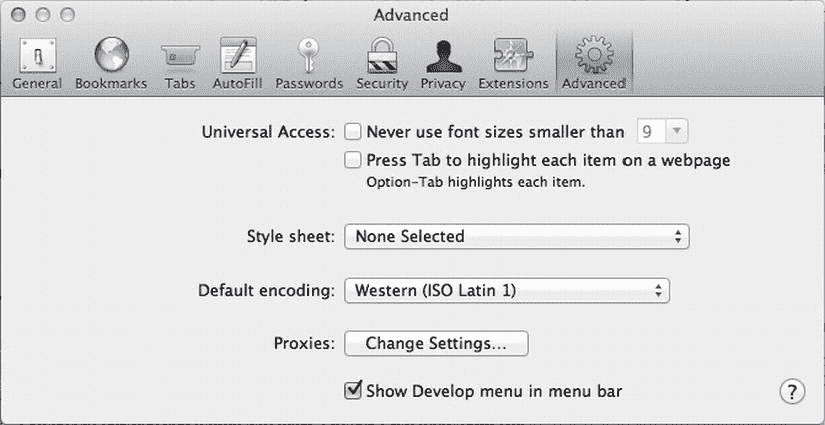 Advanced
General Bookmarks Tabs AutoFill Passwords Security Privacy Extensions Advanced
Universal Access: Never use font sizes smaller than 9
Press Tab to highlight each item on a webpage
Option-Tab highlights each item.
Style sheet: None Selected
Default encoding: Western (ISO Latin 1)
Proxies: Change Settings...
Show Develop menu in menu bar ?